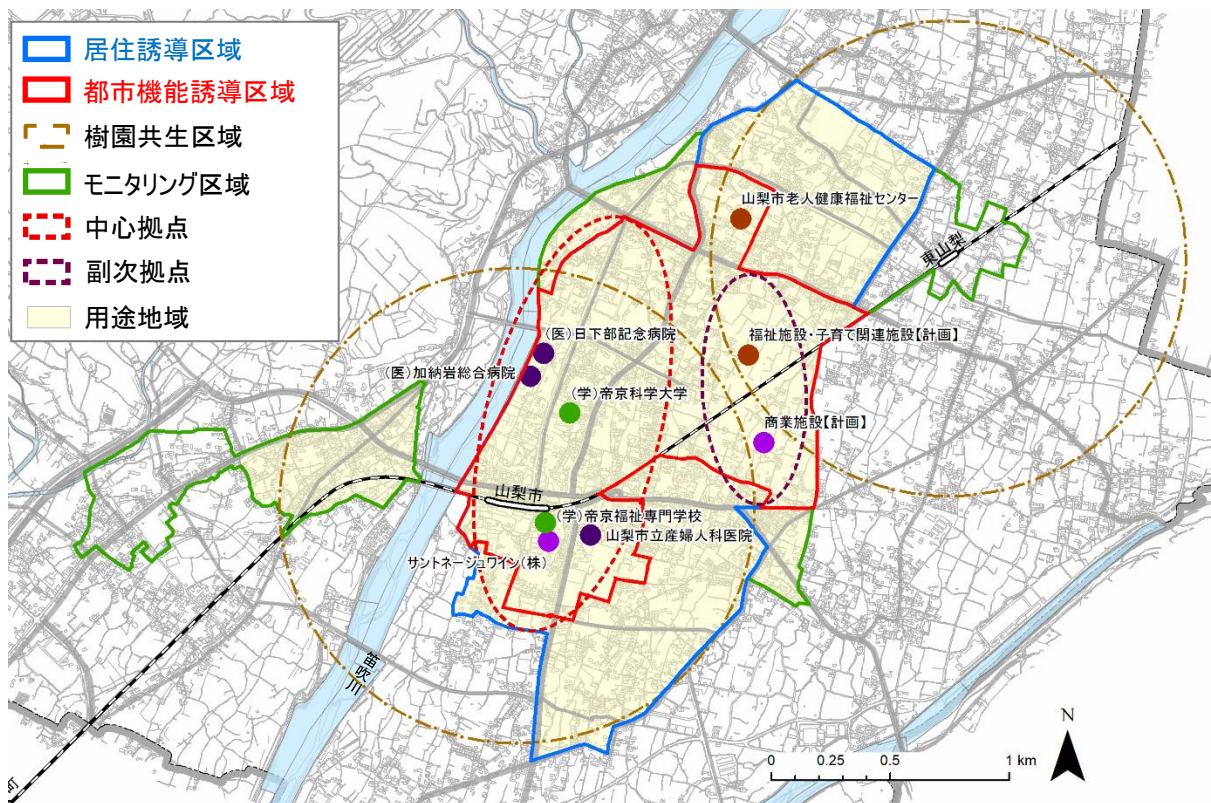 居住誘導区域
都市機能誘導区域
樹園共生区域
モニタリング区域
中心拠点
副次拠点
用途地域
山梨市老人健康福祉センター
東山梨
(医)日下部記念病院
福祉施設・子育て関連施設【計画】
(医)加納岩総合病院
(学)帝京科学大学
商業施設【計画】
山梨市
(学)帝京福祉専門学校
山梨市立産婦人科医院
サントネージュワイン(株)
笛吹川
N
0 0.25 0.5 1 km